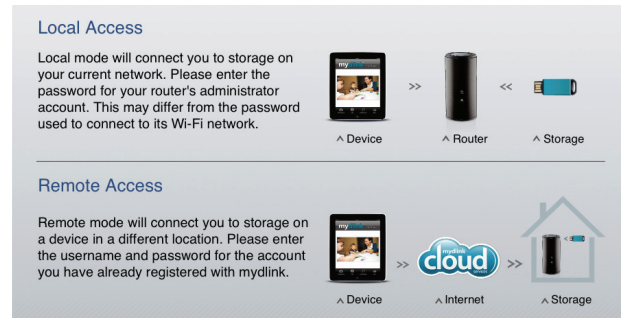 Local Access
Local mode will connect you to storage on
your current network. Please enter the
password for your router's administrator
account. This may differ from the password
used to connect to its Wi-Fi network.
my
>>
<<
^ Device
^ Router
^ Storage
Remote Access
Remote mode will connect you to storage on
a device in a different location. Please enter
the username and password for the account
you have already registered with mydlink.
my
>>
mydlink
cloud
>>
^ Device
^ Internet
^ Storage